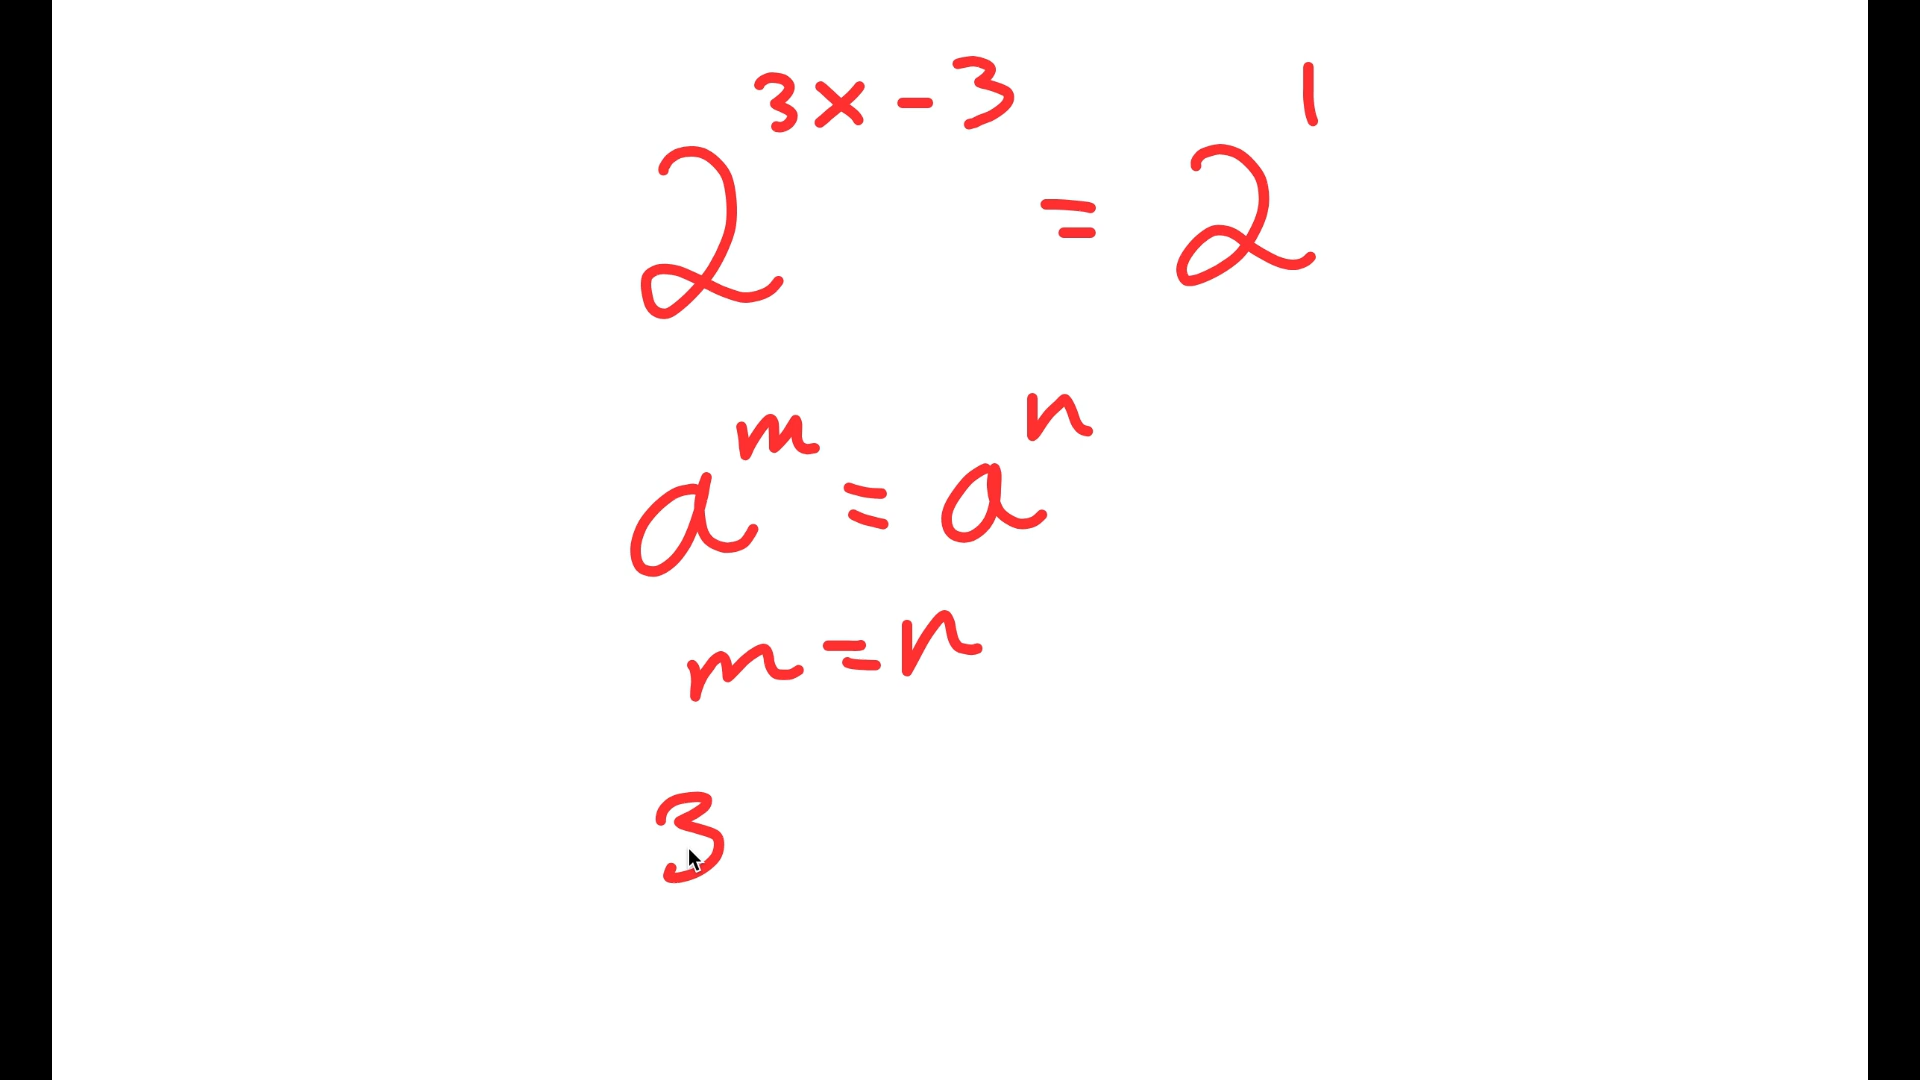 2^{3x-3} = 2^1
a^m = a^n
m = n
3